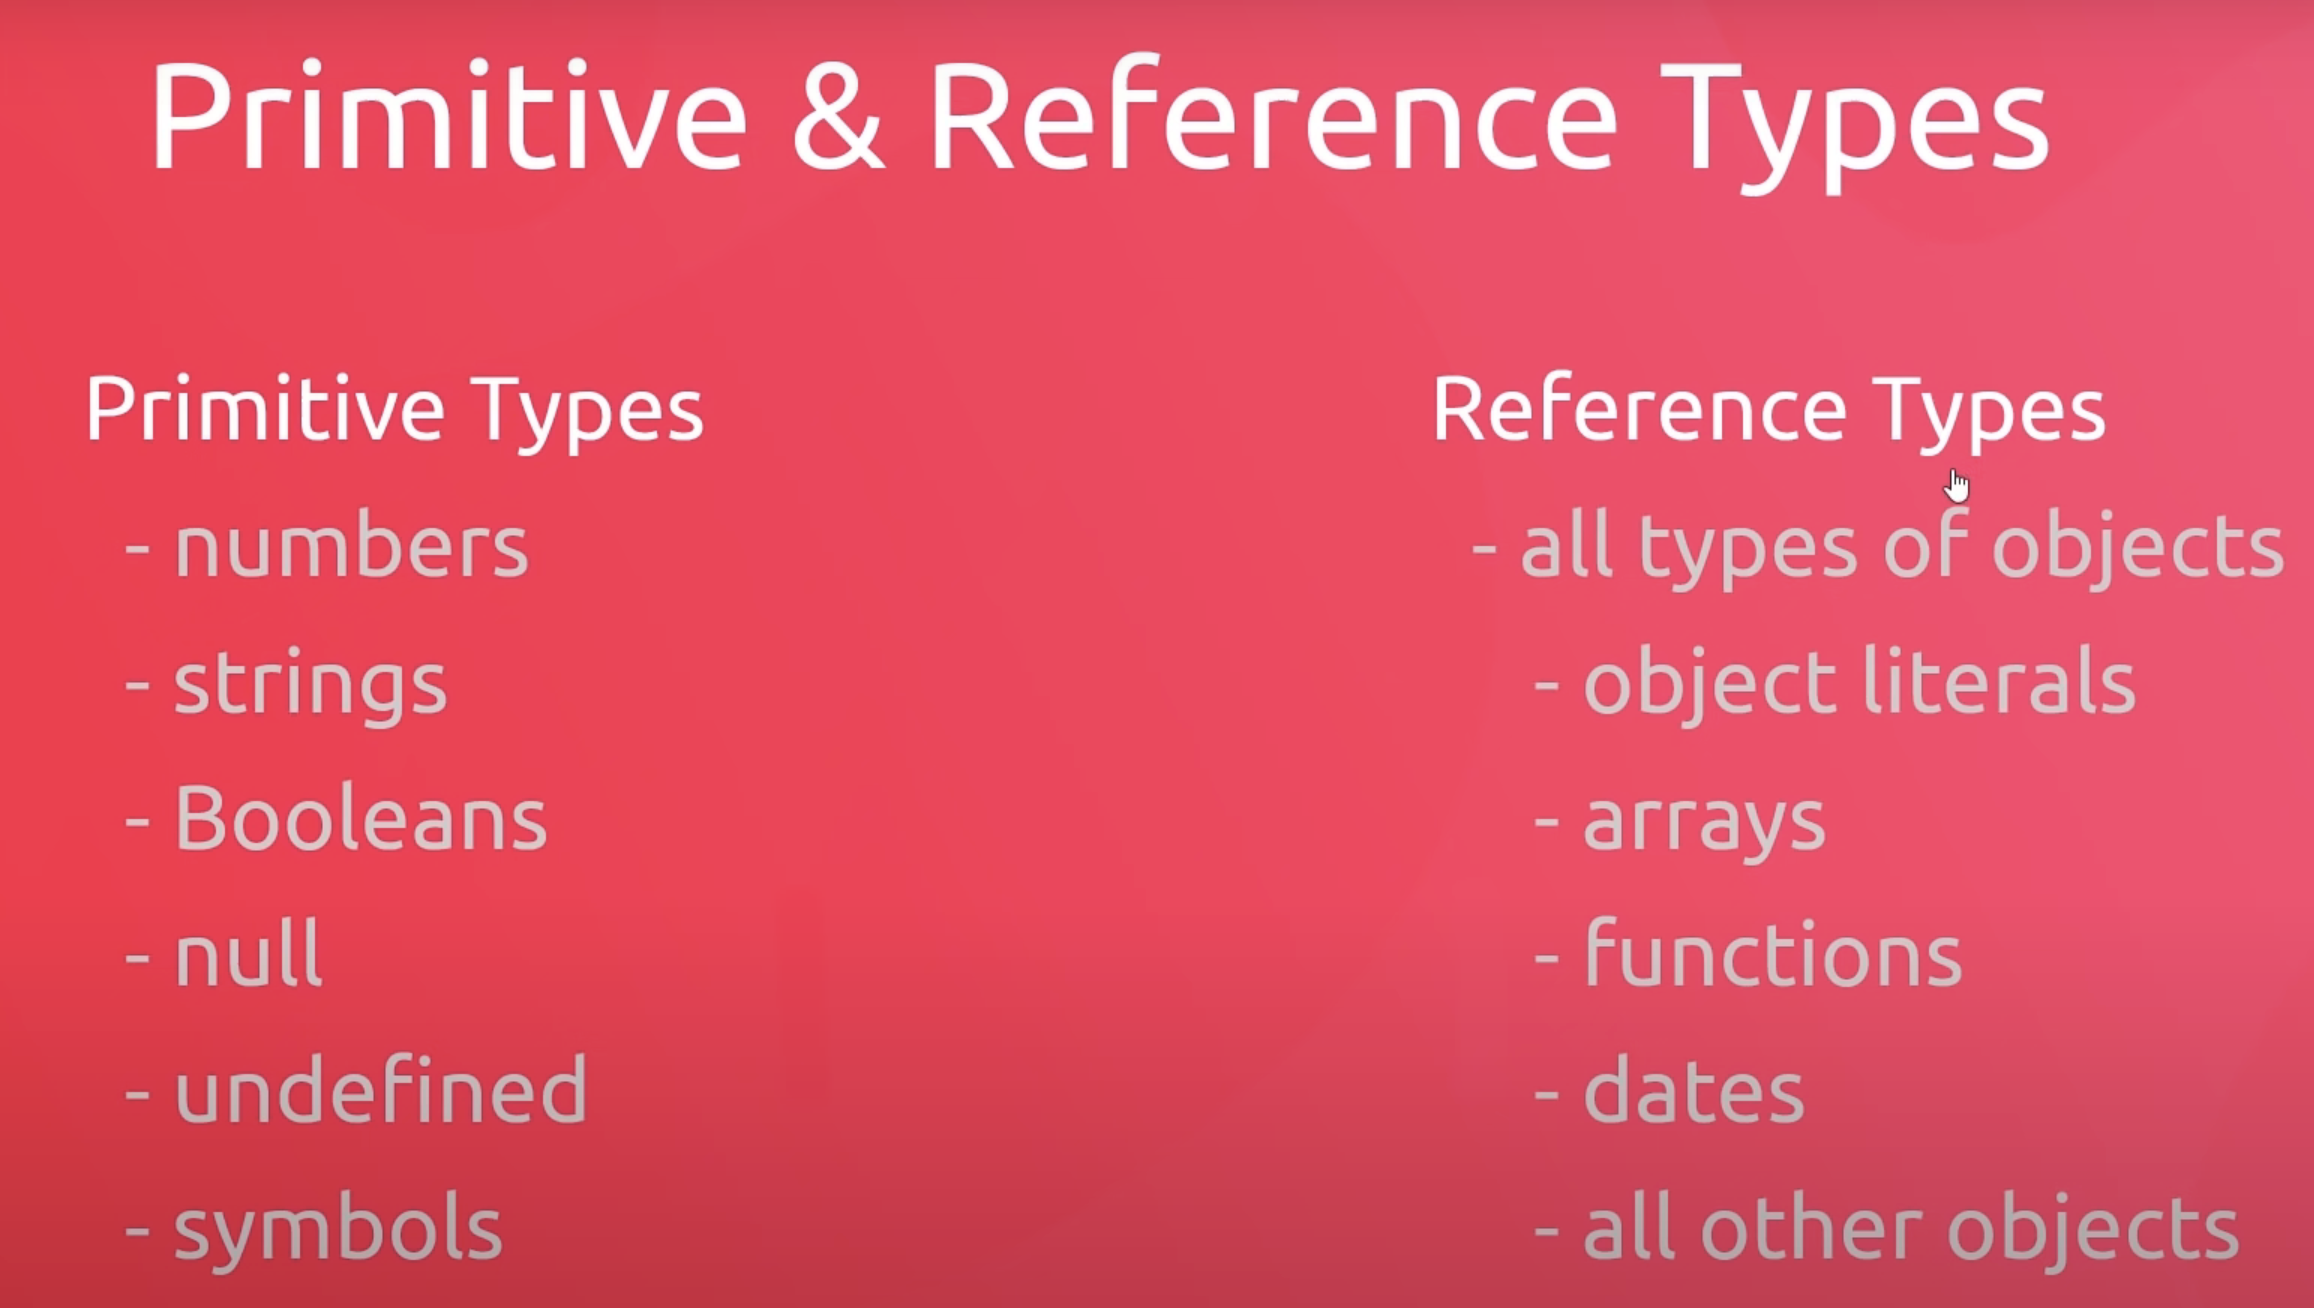 Primitive & Reference Types
Primitive Types
- numbers
- strings
- Booleans
- null
- undefined
- symbols
Reference Types
- all types of objects
- object literals
- arrays
- functions
- dates
- all other objects